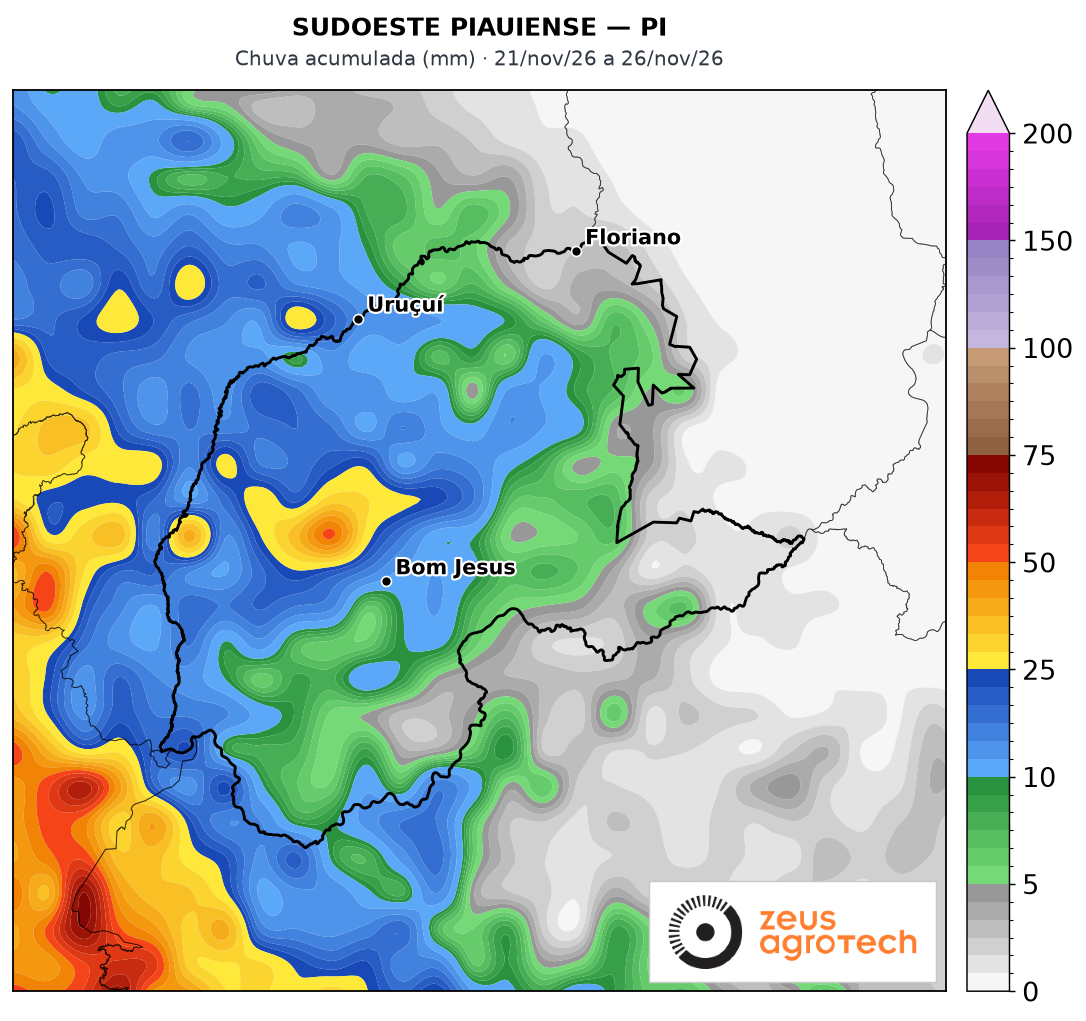 SUDOESTE PIAUIENSE — PI
Chuva acumulada (mm) · 21/nov/26 a 26/nov/26
Floriano
Uruçuí
Bom Jesus
200
150
100
75
50
25
10
5
0
zeus
agrotech